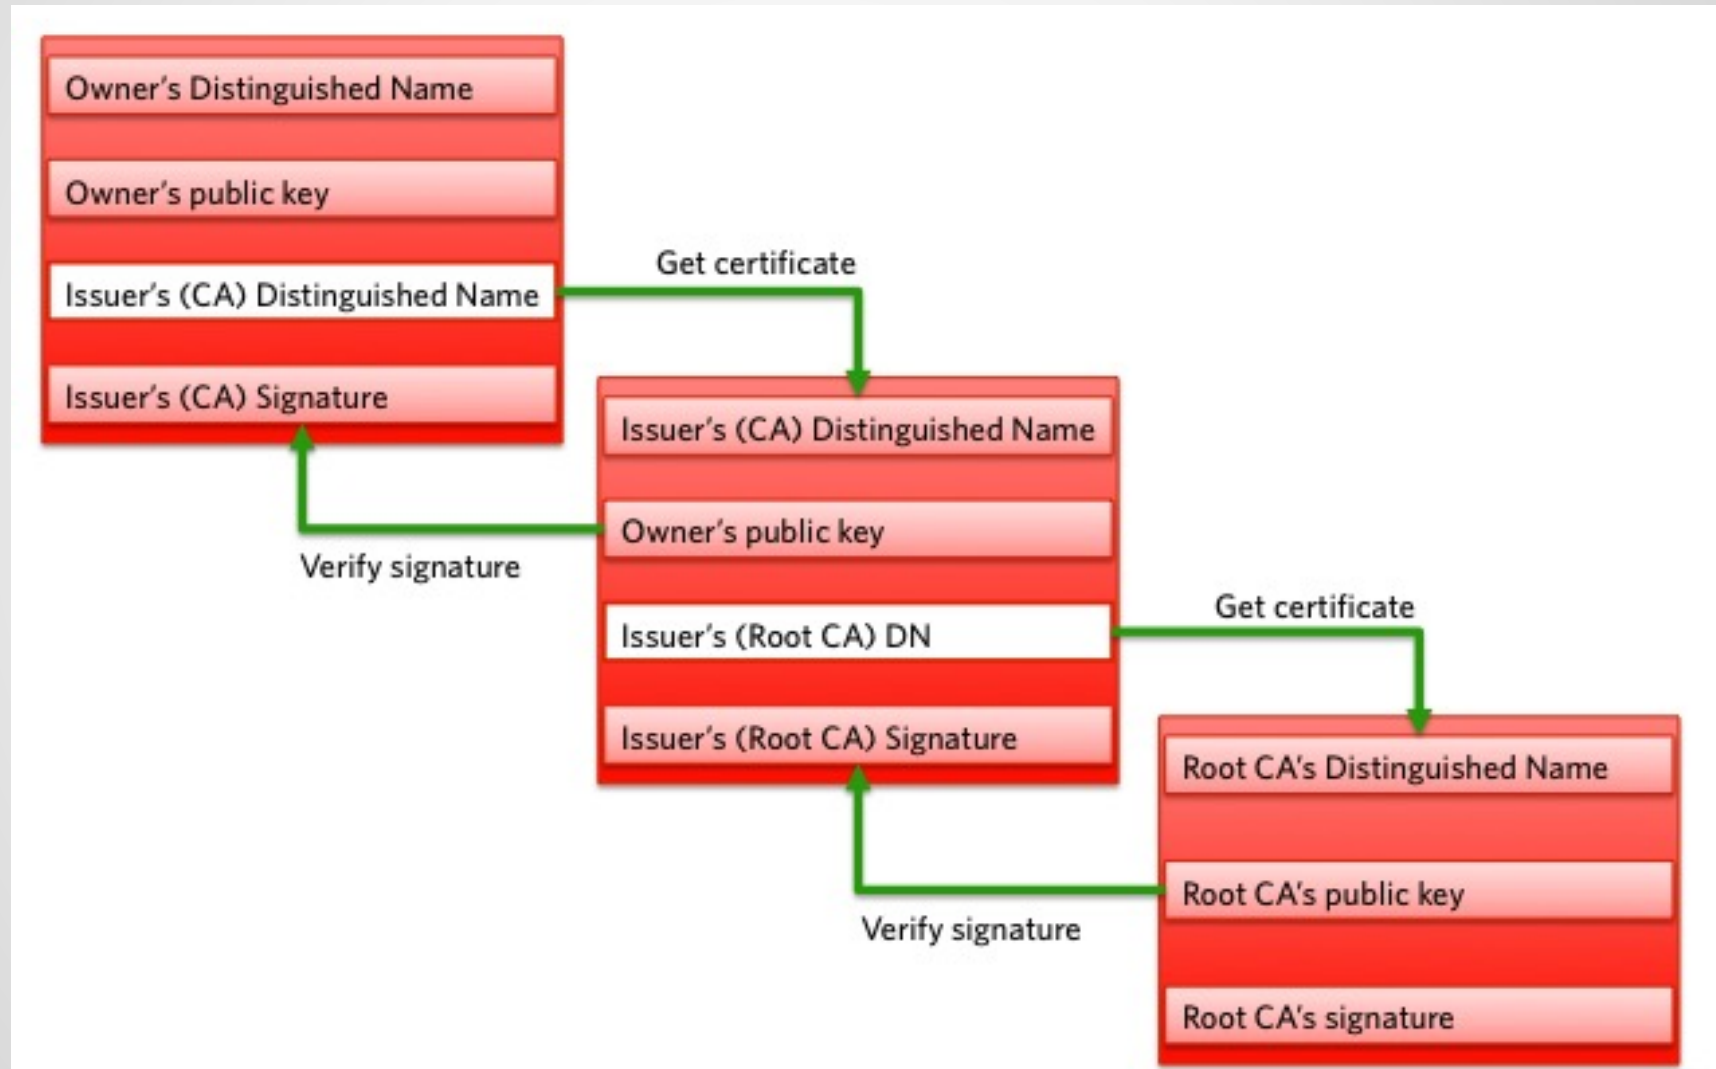 Owner's Distinguished Name
Owner's public key
Issuer's (CA) Distinguished Name
Issuer's (CA) Signature
Get certificate
Verify signature
Issuer's (CA) Distinguished Name
Owner's public key
Issuer's (Root CA) DN
Issuer's (Root CA) Signature
Get certificate
Verify signature
Root CA's Distinguished Name
Root CA's public key
Root CA's signature